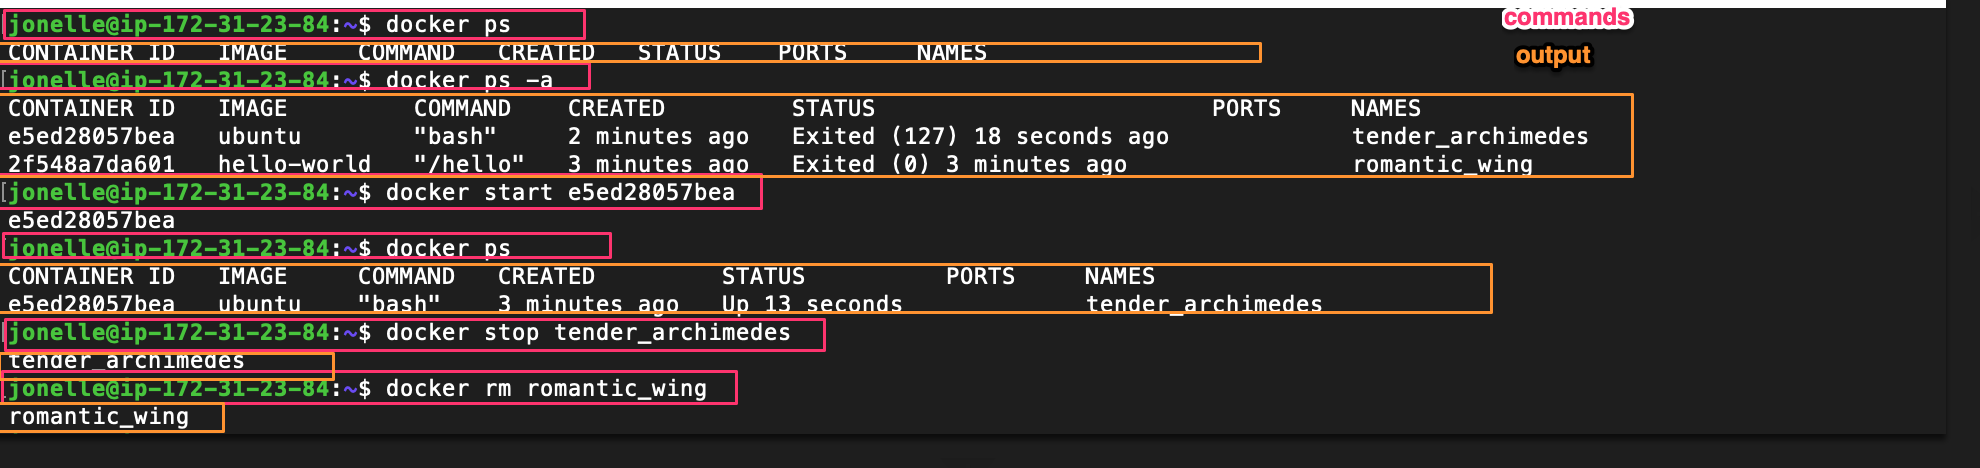 jonelle@ip-172-31-23-84:~$ docker ps
commands
CONTAINER ID   IMAGE     COMMAND   CREATED   STATUS    PORTS     NAMES
output
jonelle@ip-172-31-23-84:~$ docker ps -a
CONTAINER ID   IMAGE         COMMAND    CREATED         STATUS                        PORTS     NAMES
e5ed28057bea   ubuntu        "bash"     2 minutes ago   Exited (127) 18 seconds ago             tender_archimedes
2f548a7da601   hello-world   "/hello"   3 minutes ago   Exited (0) 3 minutes ago                romantic_wing
jonelle@ip-172-31-23-84:~$ docker start e5ed28057bea
e5ed28057bea
jonelle@ip-172-31-23-84:~$ docker ps
CONTAINER ID   IMAGE     COMMAND   CREATED         STATUS          PORTS     NAMES
e5ed28057bea   ubuntu    "bash"    3 minutes ago   Up 13 seconds             tender_archimedes
jonelle@ip-172-31-23-84:~$ docker stop tender_archimedes
tender_archimedes
jonelle@ip-172-31-23-84:~$ docker rm romantic_wing
romantic_wing